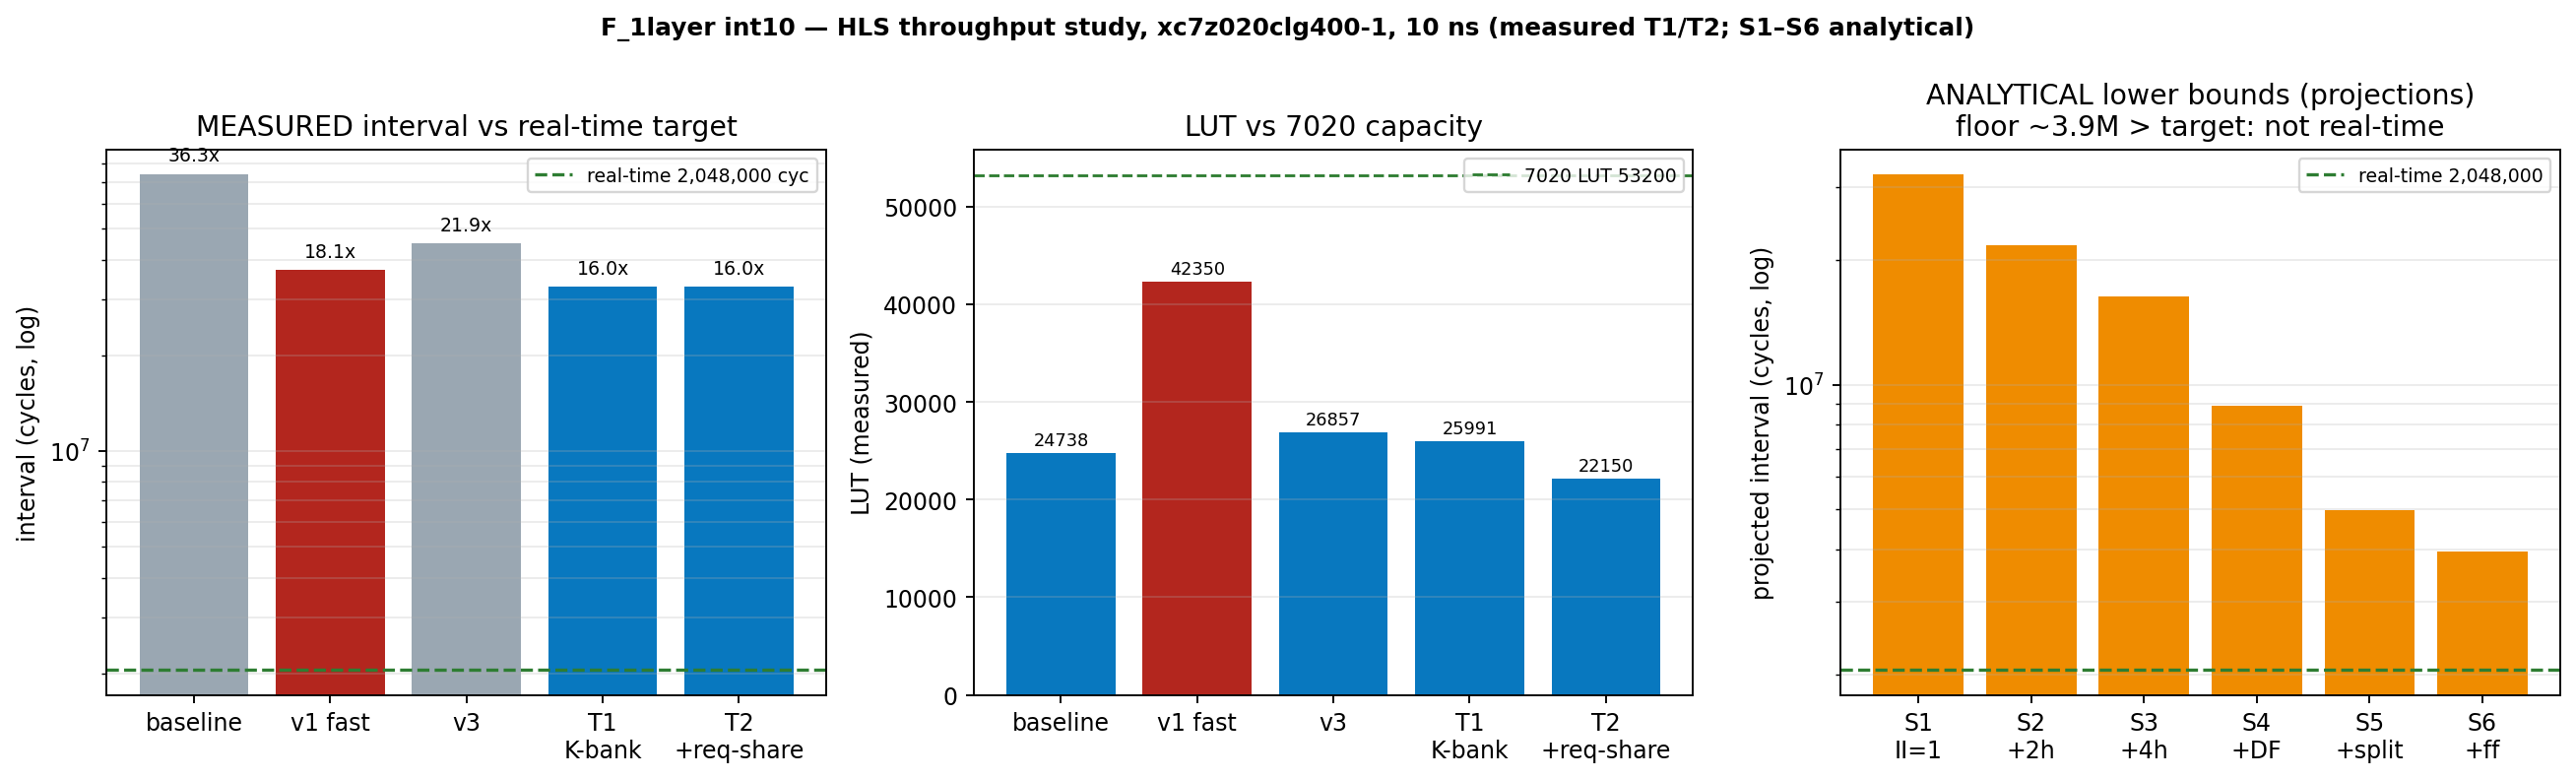 F_1layer int10 — HLS throughput study, xc7z020clg400-1, 10 ns (measured T1/T2; S1–S6 analytical)
MEASURED interval vs real-time target
interval (cycles, log)
10^7
36.3x
18.1x
21.9x
16.0x
16.0x
real-time 2,048,000 cyc
baseline
v1 fast
v3
T1
K-bank
T2
+req-share
LUT vs 7020 capacity
LUT (measured)
50000
40000
30000
20000
10000
0
7020 LUT 53200
24738
42350
26857
25991
22150
baseline
v1 fast
v3
T1
K-bank
T2
+req-share
ANALYTICAL lower bounds (projections)
floor ~3.9M > target: not real-time
projected interval (cycles, log)
10^7
real-time 2,048,000
S1
II=1
S2
+2h
S3
+4h
S4
+DF
S5
+split
S6
+ff